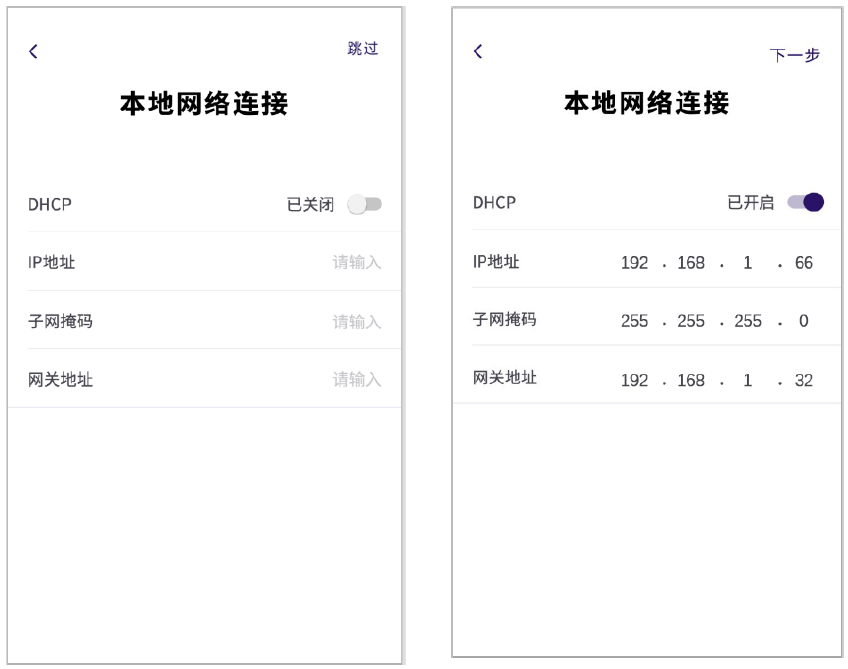 跳过
本地网络连接
DHCP 已关闭
IP地址 请输入
子网掩码 请输入
网关地址 请输入
下一步
本地网络连接
DHCP 已开启
IP地址 192 . 168 . 1 . 66
子网掩码 255 . 255 . 255 . 0
网关地址 192 . 168 . 1 . 32